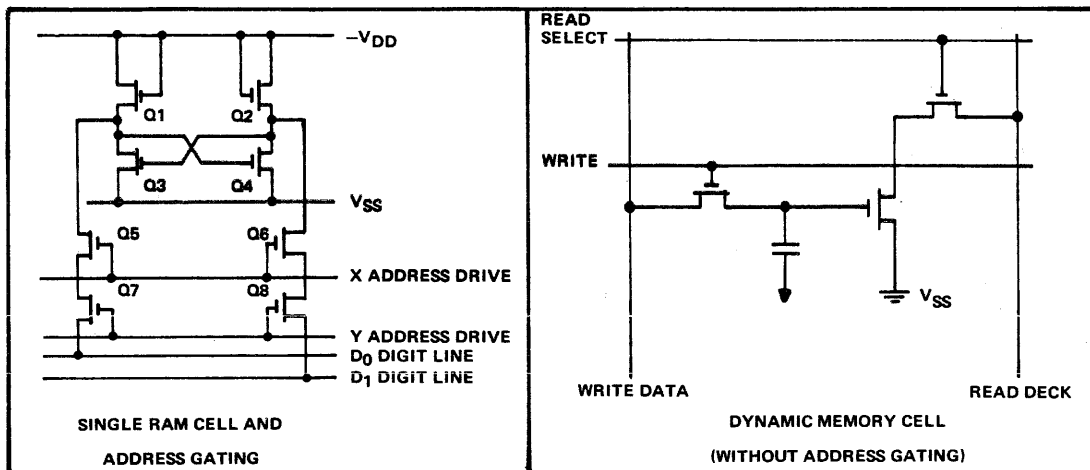 -VDD
Q1
Q2
Q3
Q4
VSS
Q5
Q6
X ADDRESS DRIVE
Q7
Q8
Y ADDRESS DRIVE
D0 DIGIT LINE
D1 DIGIT LINE
SINGLE RAM CELL AND
ADDRESS GATING
READ
SELECT
WRITE
VSS
WRITE DATA
READ DECK
DYNAMIC MEMORY CELL
(WITHOUT ADDRESS GATING)